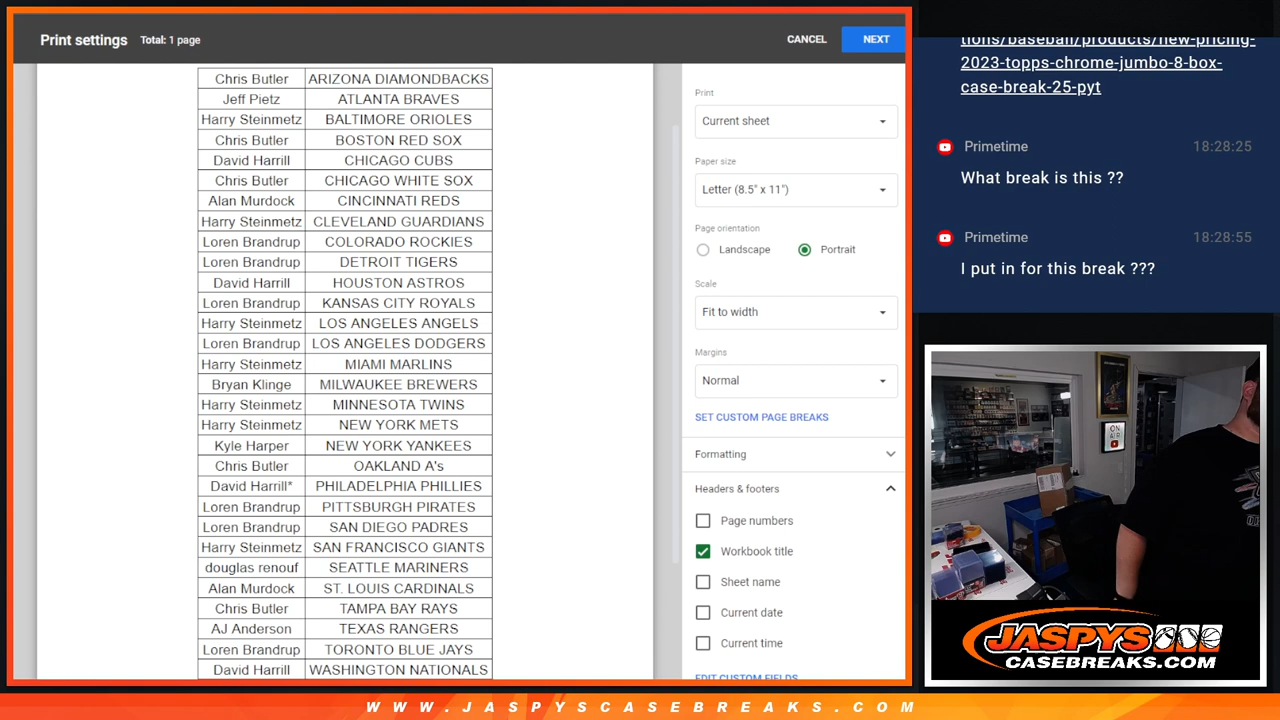 Print settings Total: 1 page CANCEL NEXT
Chris Butler ARIZONA DIAMONDBACKS
Jeff Pietz ATLANTA BRAVES
Harry Steinmetz BALTIMORE ORIOLES
Chris Butler BOSTON RED SOX
David Harrill CHICAGO CUBS
Chris Butler CHICAGO WHITE SOX
Alan Murdock CINCINNATI REDS
Harry Steinmetz CLEVELAND GUARDIANS
Loren Brandrup COLORADO ROCKIES
Loren Brandrup DETROIT TIGERS
David Harrill HOUSTON ASTROS
Loren Brandrup KANSAS CITY ROYALS
Harry Steinmetz LOS ANGELES ANGELS
Loren Brandrup LOS ANGELES DODGERS
Harry Steinmetz MIAMI MARLINS
Bryan Klinge MILWAUKEE BREWERS
Harry Steinmetz MINNESOTA TWINS
Harry Steinmetz NEW YORK METS
Kyle Harper NEW YORK YANKEES
Chris Butler OAKLAND A's
David Harrill* PHILADELPHIA PHILLIES
Loren Brandrup PITTSBURGH PIRATES
Loren Brandrup SAN DIEGO PADRES
Harry Steinmetz SAN FRANCISCO GIANTS
douglas renouf SEATTLE MARINERS
Alan Murdock ST. LOUIS CARDINALS
Chris Butler TAMPA BAY RAYS
AJ Anderson TEXAS RANGERS
Loren Brandrup TORONTO BLUE JAYS
David Harrill WASHINGTON NATIONALS
Print
Current sheet
Paper size
Letter (8.5" x 11")
Page orientation
Landscape Portrait
Scale
Fit to width
Margins
Normal
SET CUSTOM PAGE BREAKS
Formatting
Headers & footers
Page numbers
Workbook title
Sheet name
Current date
Current time
EDIT CUSTOM FIELDS
tions/baseball/products/new-pricing-
2023-topps-chrome-jumbo-8-box-
case-break-25-pyt
Primetime 18:28:25
What break is this ??
Primetime 18:28:55
I put in for this break ???
ON
AIR
JASPYS
CASEBREAKS.COM
WWW.JASPYSCASEBREAKS.COM